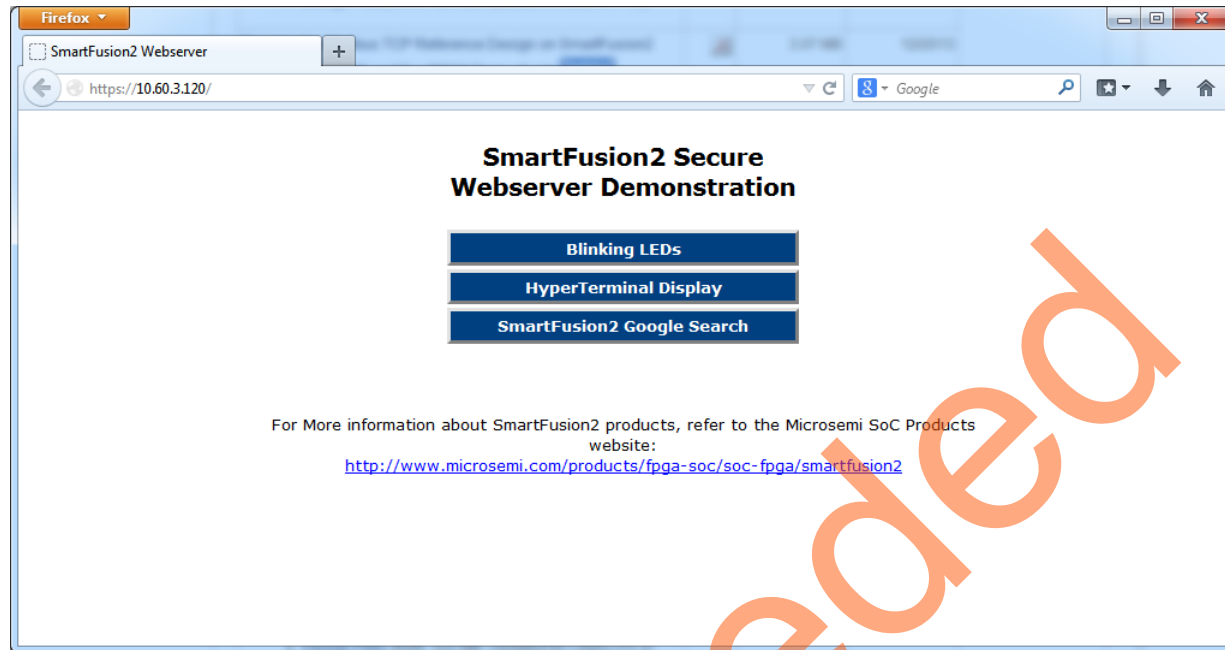 Firefox
SmartFusion2 Webserver
https://10.60.3.120/
Google
SmartFusion2 Secure
Webserver Demonstration
Blinking LEDs
HyperTerminal Display
SmartFusion2 Google Search
For More information about SmartFusion2 products, refer to the Microsemi SoC Products
website:
http://www.microsemi.com/products/fpga-soc/soc-fpga/smartfusion2
ded